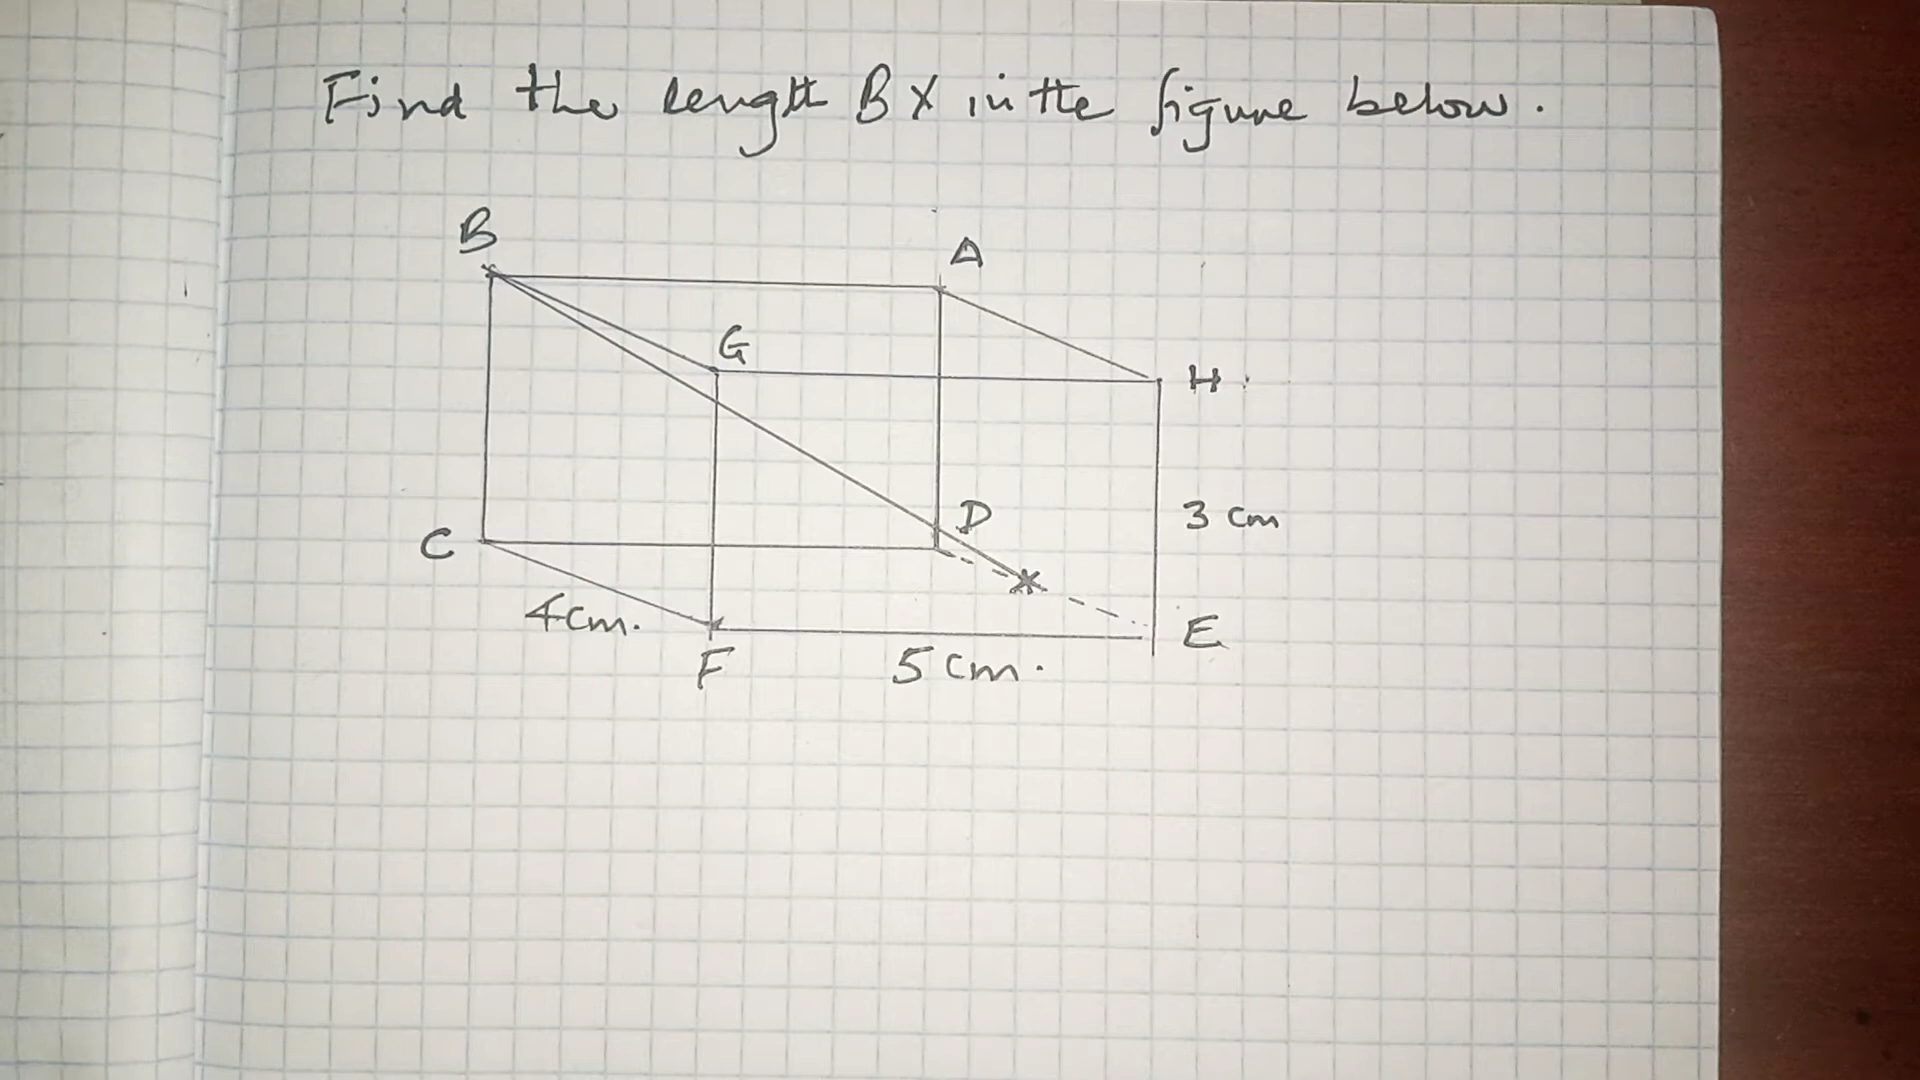 Find the length BX in the figure below.
B
A
G
H
D
3 cm
C
X
4cm.
E
F
5 cm.